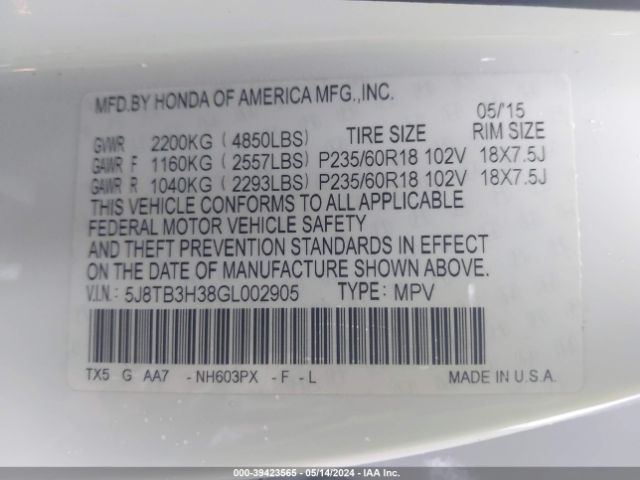 MFD.BY HONDA OF AMERICA MFG.,INC.
05/'15
GVWR 2200KG (4850LBS) TIRE SIZE RIM SIZE
GAWR F 1160KG (2557LBS) P235/60R18 102V 18X7.5J
GAWR R 1040KG (2293LBS) P235/60R18 102V 18X7.5J
THIS VEHICLE CONFORMS TO ALL APPLICABLE
FEDERAL MOTOR VEHICLE SAFETY
AND THEFT PREVENTION STANDARDS IN EFFECT
ON THE DATE OF MANUFACTURE SHOWN ABOVE.
V.I.N.: 5J8TB3H38GL002905 TYPE: MPV
TX5 G AA7 -NH603PX -F -L MADE IN U.S.A.
000-39423565 - 05/14/2024 - IAA Inc.